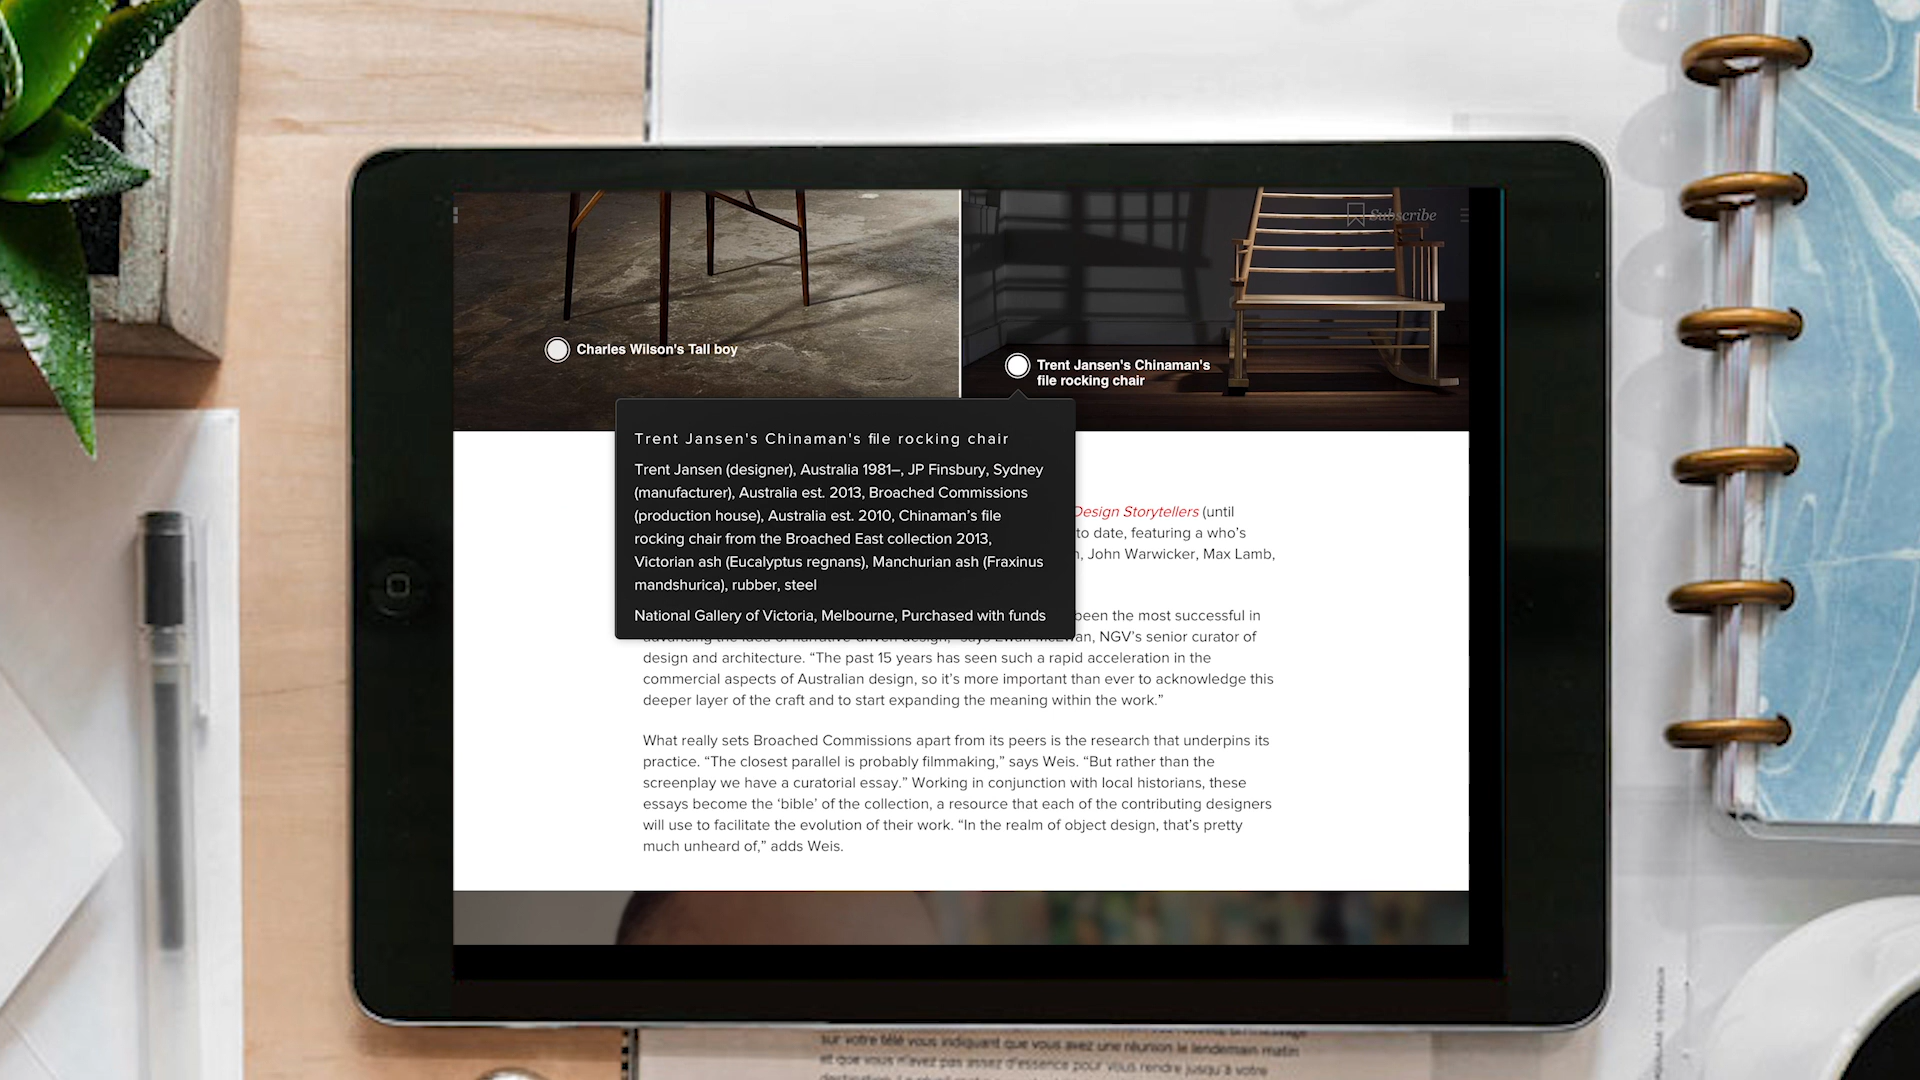 Subscribe
Charles Wilson's Tall boy
Trent Jansen's Chinaman's
file rocking chair
Trent Jansen's Chinaman's file rocking chair
Trent Jansen (designer), Australia 1981–, JP Finsbury, Sydney
(manufacturer), Australia est. 2013, Broached Commissions
(production house), Australia est. 2010, Chinaman’s file
rocking chair from the Broached East collection 2013,
Victorian ash (Eucalyptus regnans), Manchurian ash (Fraxinus
mandshurica), rubber, steel
National Gallery of Victoria, Melbourne, Purchased with funds
Design Storytellers (until
to date, featuring a who’s
John Warwicker, Max Lamb,
been the most successful in
says Ewan McEwan, NGV’s senior curator of
design and architecture. “The past 15 years has seen such a rapid acceleration in the
commercial aspects of Australian design, so it’s more important than ever to acknowledge this
deeper layer of the craft and to start expanding the meaning within the work.”
What really sets Broached Commissions apart from its peers is the research that underpins its
practice. “The closest parallel is probably filmmaking,” says Weis. “But rather than the
screenplay we have a curatorial essay.” Working in conjunction with local historians, these
essays become the ‘bible’ of the collection, a resource that each of the contributing designers
will use to facilitate the evolution of their work. “In the realm of object design, that’s pretty
much unheard of,” adds Weis.
sur votre télé vous indiquant que vous avez une réunion le lendemain matin
et que vous n'avez pas assez d'essence pour vous rendre jusqu'à votre